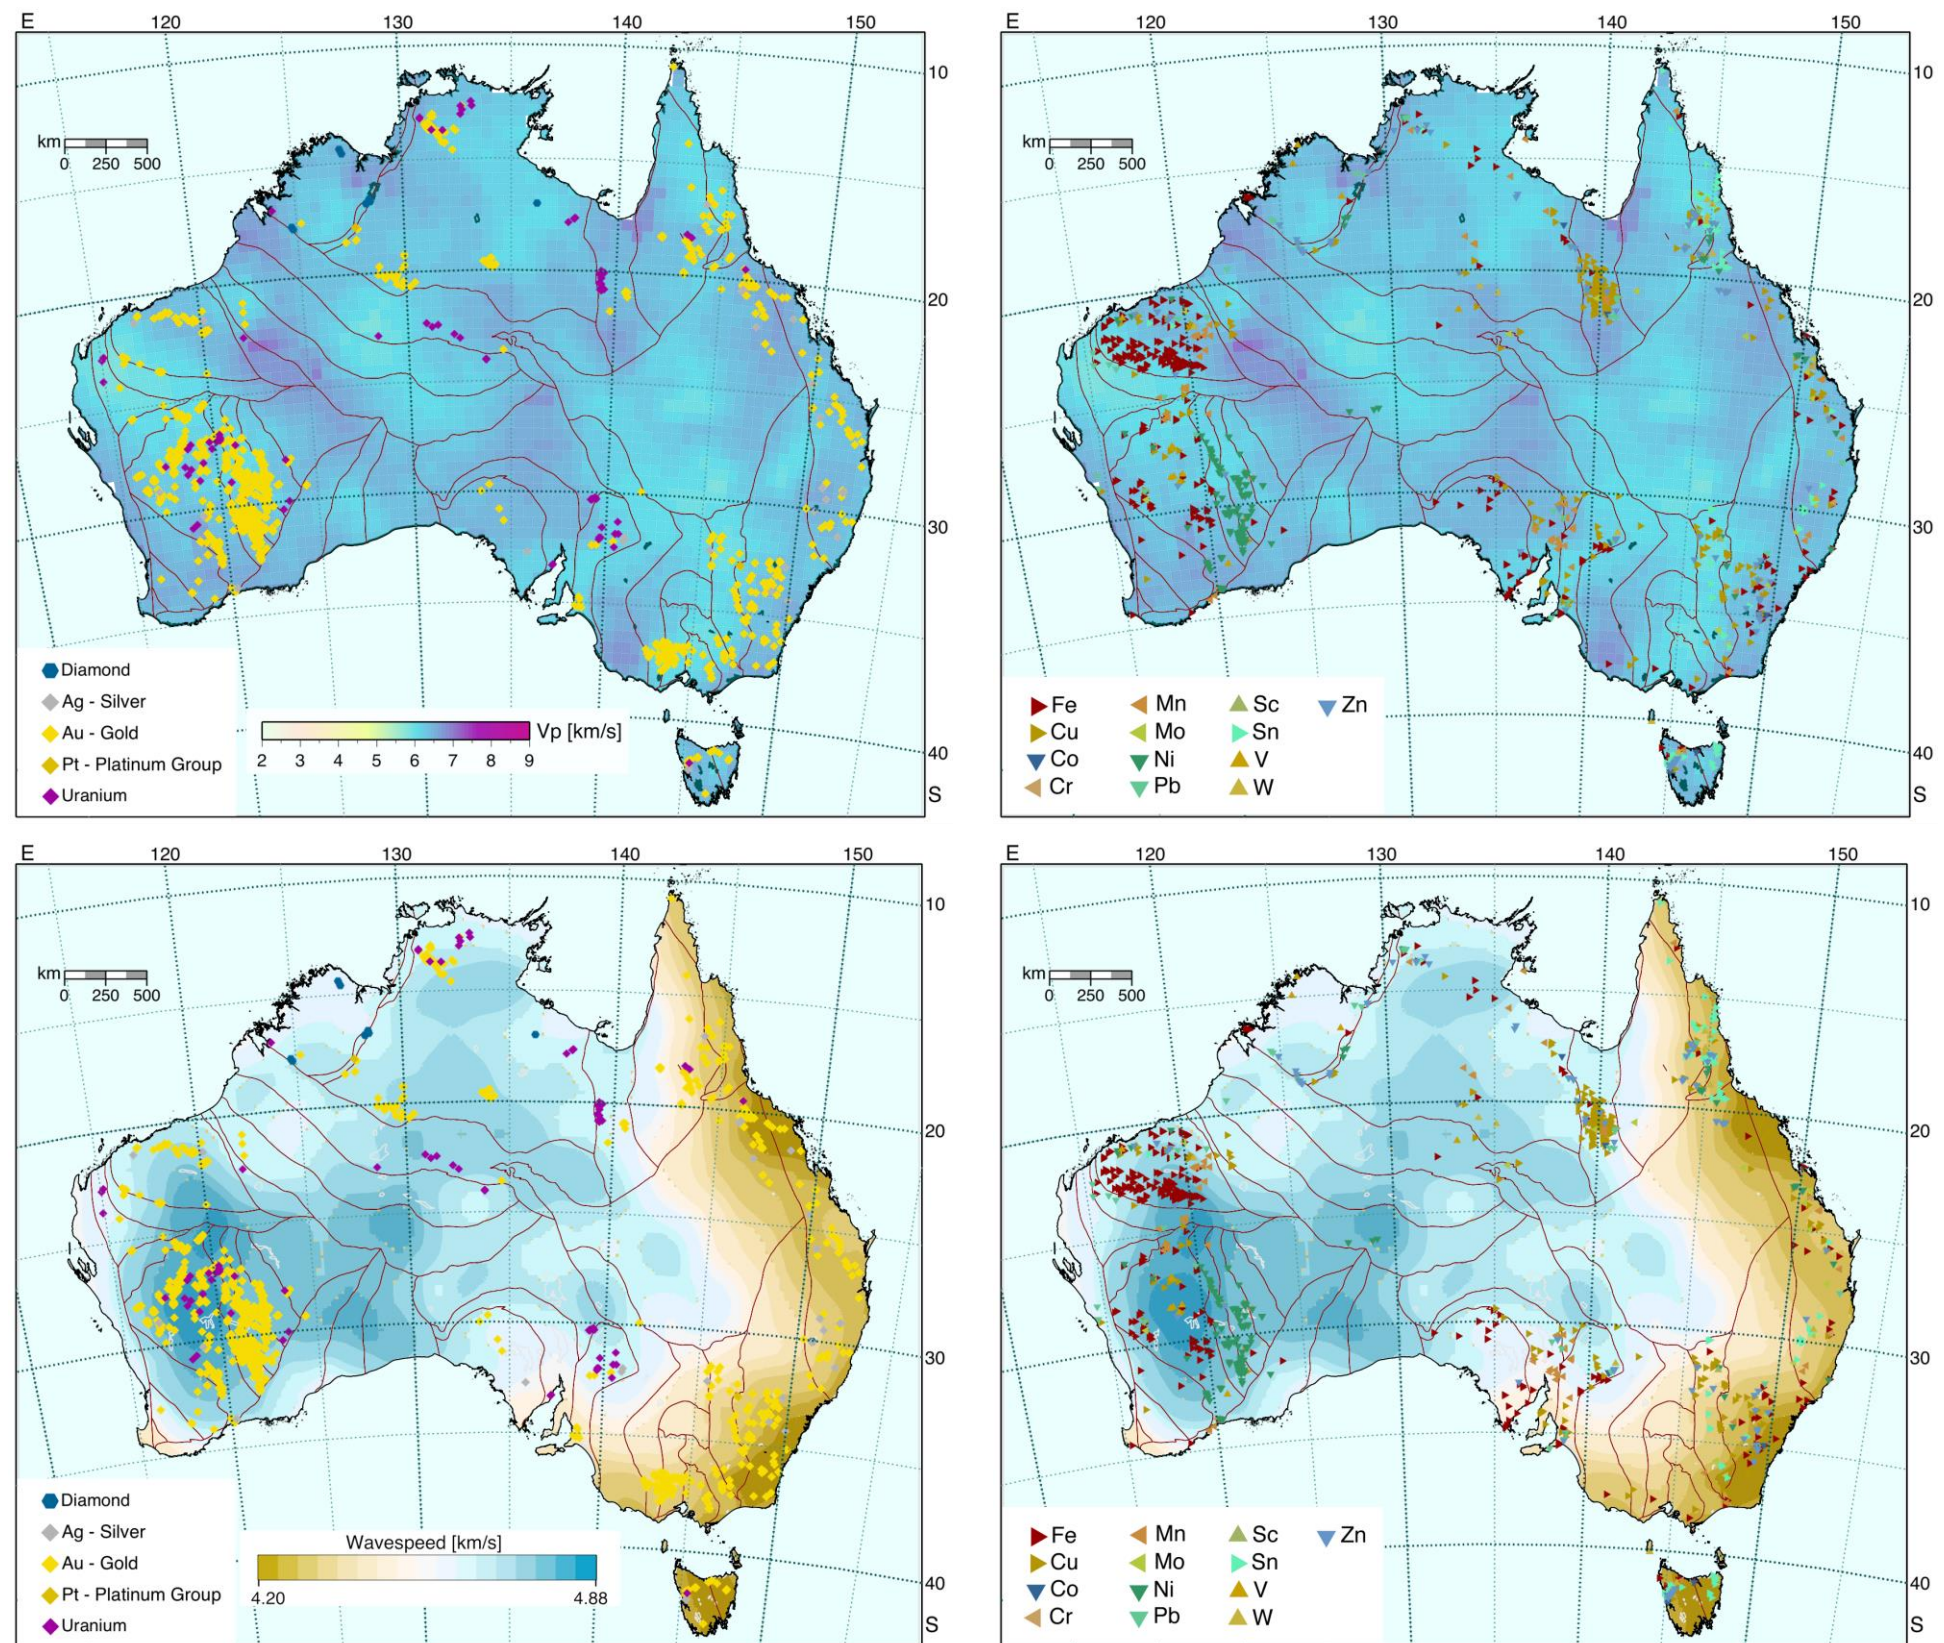 E 120 130 140 150
10
20
30
40
S
km
0 250 500
Diamond
Ag - Silver
Au - Gold
Pt - Platinum Group
Uranium
Vp [km/s]
2 3 4 5 6 7 8 9
E 120 130 140 150
10
20
30
40
S
km
0 250 500
Fe Mn Sc Zn
Cu Mo Sn
Co Ni V
Cr Pb W
E 120 130 140 150
10
20
30
40
S
km
0 250 500
Diamond
Ag - Silver
Au - Gold
Pt - Platinum Group
Uranium
Wavespeed [km/s]
4.20 4.88
E 120 130 140 150
10
20
30
40
S
km
0 250 500
Fe Mn Sc Zn
Cu Mo Sn
Co Ni V
Cr Pb W